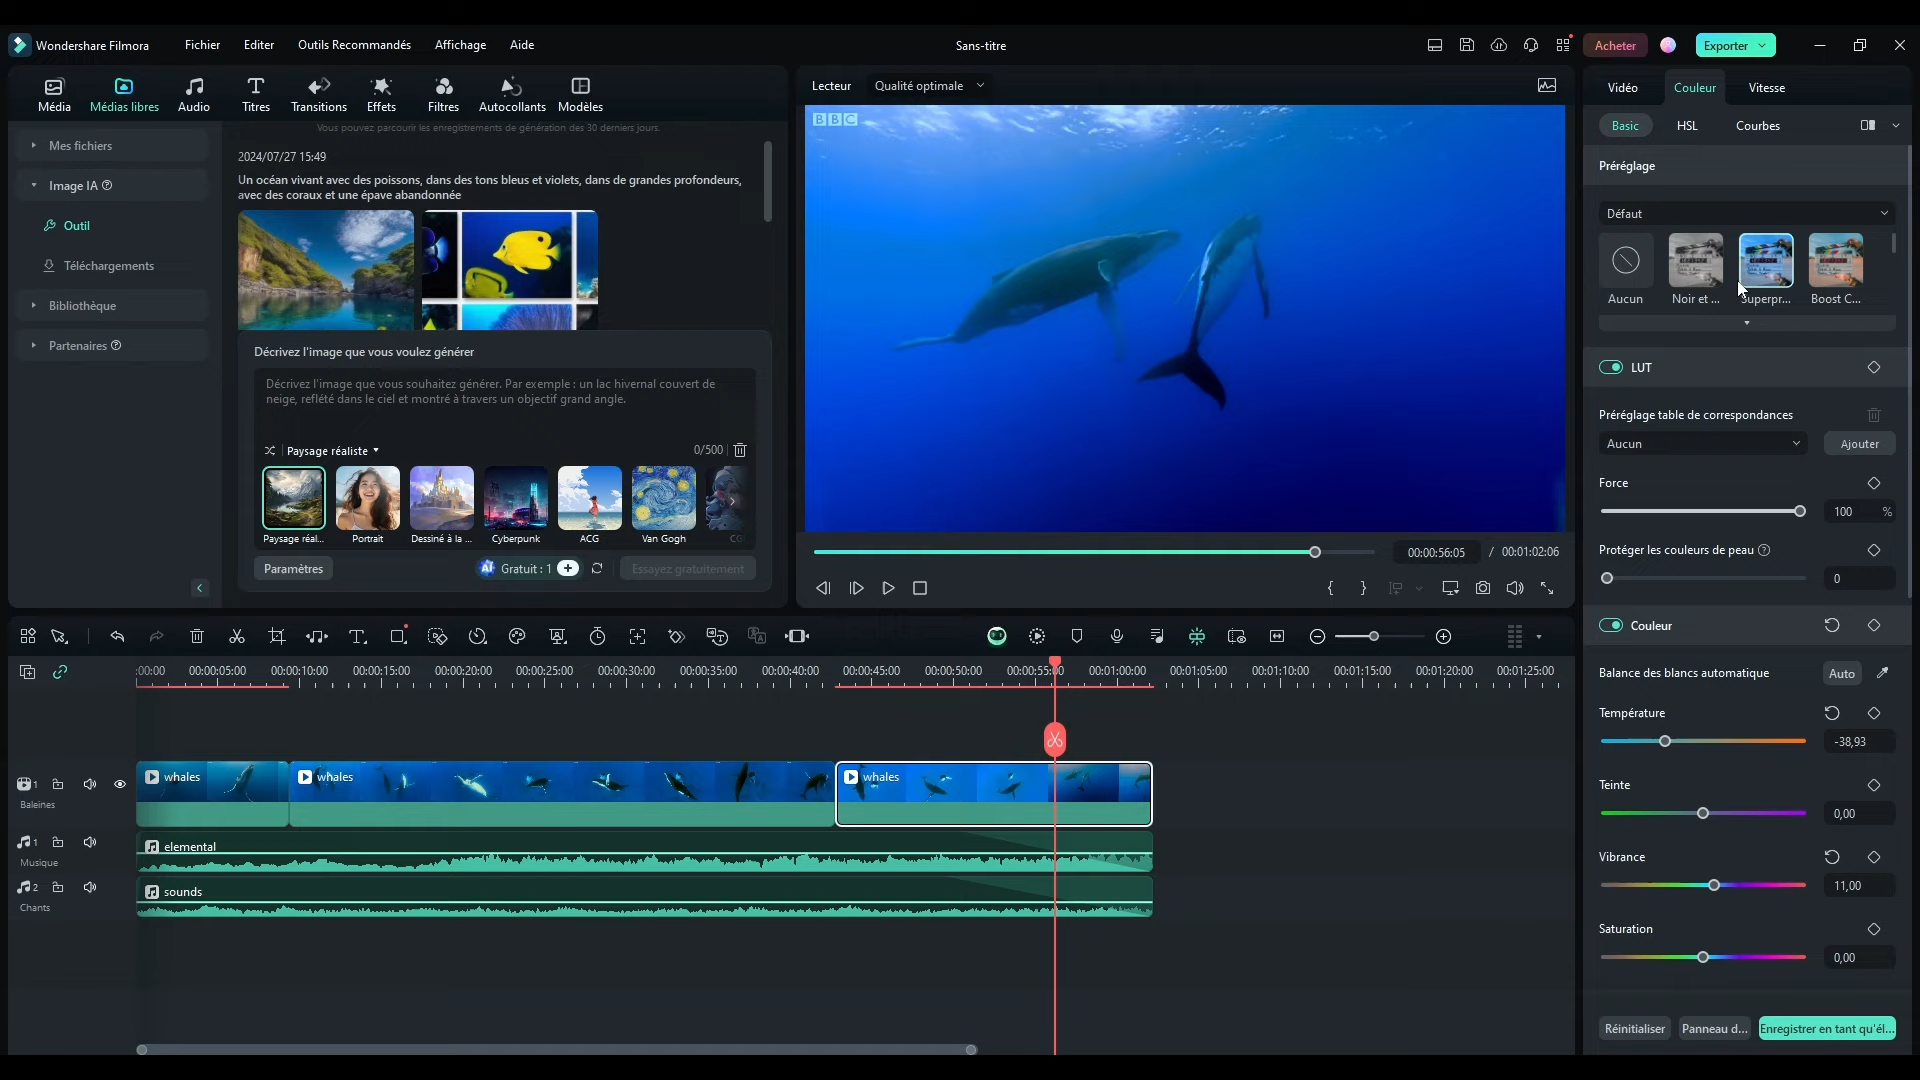 Wondershare Filmora
Fichier
Editer
Outils Recommandés
Affichage
Aide
Sans-titre
Acheter
Exporter
Média
Médias libres
Audio
Titres
Transitions
Effets
Filtres
Autocollants
Modèles
Mes fichiers
Image IA
Outil
Téléchargements
Bibliothèque
Partenaires
Vous pouvez parcourir les enregistrements de génération des 30 derniers jours.
2024/07/27 15:49
Un océan vivant avec des poissons, dans des tons bleus et violets, dans de grandes profondeurs,
avec des coraux et une épave abandonnée
Décrivez l'image que vous voulez générer
Décrivez l'image que vous souhaitez générer. Par exemple : un lac hivernal couvert de
neige, reflété dans le ciel et montré à travers un objectif grand angle.
Paysage réaliste
0/500
Paysage réal...
Portrait
Dessiné à la ...
Cyberpunk
ACG
Van Gogh
CG
Paramètres
AI
Gratuit : 1
Essayez gratuitement
Lecteur
Qualité optimale
BBC
00:00:56:05 / 00:01:02:06
Vidéo
Couleur
Vitesse
Basic
HSL
Courbes
Préréglage
Défaut
Aucun
Noir et ...
Superpr...
Boost C...
LUT
Préréglage table de correspondances
Aucun
Ajouter
Force
100 %
Protéger les couleurs de peau
0
Couleur
Balance des blancs automatique
Auto
Température
-38,93
Teinte
0,00
Vibrance
11,00
Saturation
0,00
Réinitialiser
Panneau d...
Enregistrer en tant qu'él...
:00:00 00:00:05:00 00:00:10:00 00:00:15:00 00:00:20:00 00:00:25:00 00:00:30:00 00:00:35:00 00:00:40:00 00:00:45:00 00:00:50:00 00:00:55:00 00:01:00:00 00:01:05:00 00:01:10:00 00:01:15:00 00:01:20:00 00:01:25:00
1
Baleines
whales
whales
whales
1
Musique
elemental
2
Chants
sounds